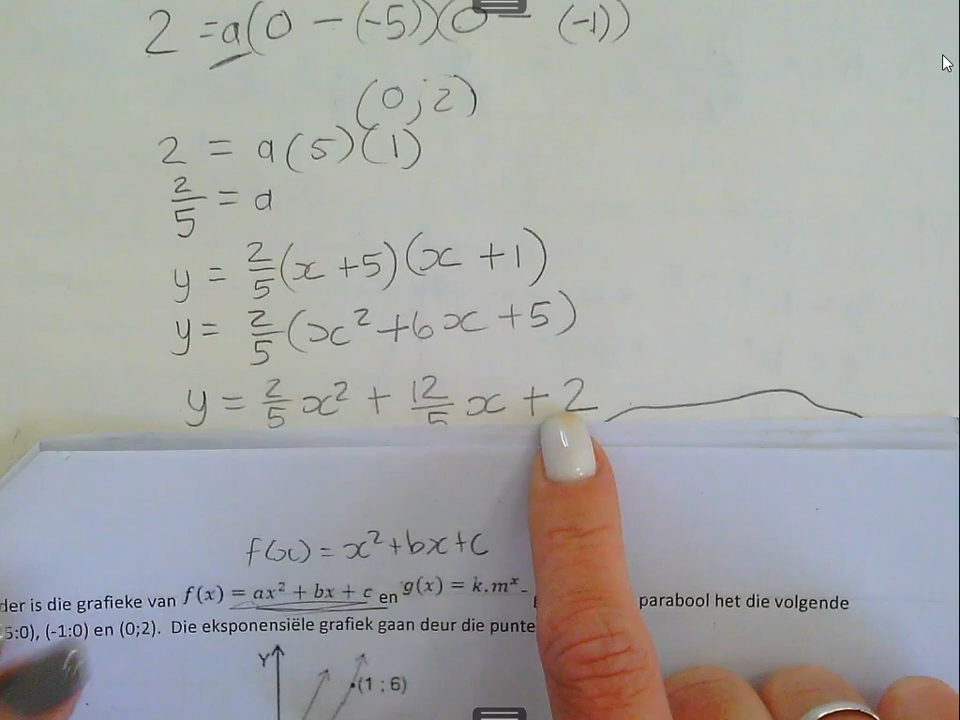 2 = a(0 - (-5))(0 - (-1))
(0;2)
2 = a(5)(1)
2/5 = a
y = 2/5(x + 5)(x + 1)
y = 2/5(x² + 6x + 5)
y = 2/5x² + 12/5x + 2
f(x) = x² + bx + c
der is die grafieke van f(x) = ax² + bx + c en g(x) = k.mˣ- parabool het die volgende
5:0), (-1:0) en (0;2). Die eksponensiële grafiek gaan deur die punte
Y
(1 ; 6)